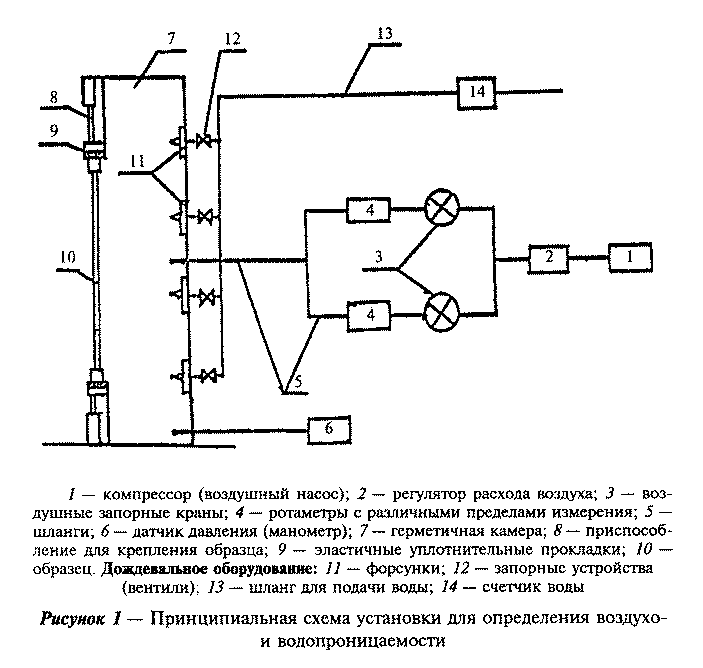 7
12
13
8
14
9
11
4
10
3
2
1
4
5
6
1 — компрессор (воздушный насос); 2 — регулятор расхода воздуха; 3 — воз-
душные запорные краны; 4 — ротаметры с различными пределами измерения; 5 —
шланги; 6 — датчик давления (манометр); 7 — герметичная камера; 8 — приспособ-
ление для крепления образца; 9 — эластичные уплотнительные прокладки; 10 —
образец. Дождевальное оборудование: 11 — форсунки; 12 — запорные устройства
(вентили); 13 — шланг для подачи воды; 14 — счетчик воды
Рисунок 1 — Принципиальная схема установки для определения воздухо-
и водопроницаемости